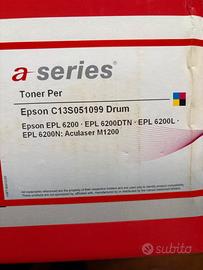 a series®
Toner Per
Epson C13S051099 Drum
Epson EPL 6200 · EPL 6200DTN · EPL 6200L ·
EPL 6200N; Aculaser M1200
subito